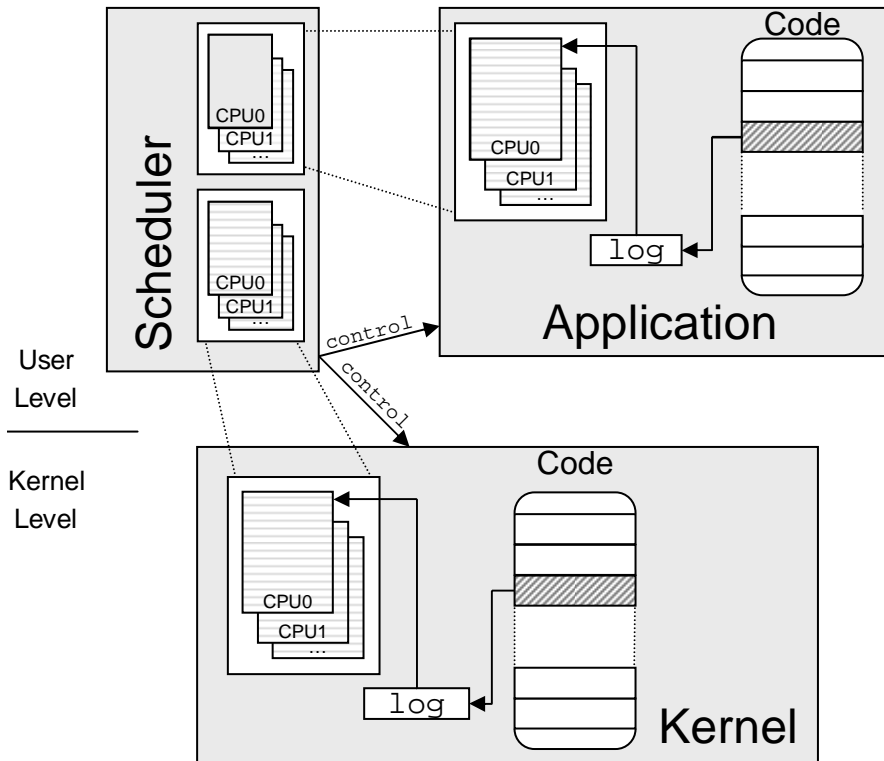 Scheduler
CPU0
CPU1
...
CPU0
CPU1
...
Code
CPU0
CPU1
...
log
Application
control
control
User
Level
Kernel
Level
Code
CPU0
CPU1
...
log
Kernel